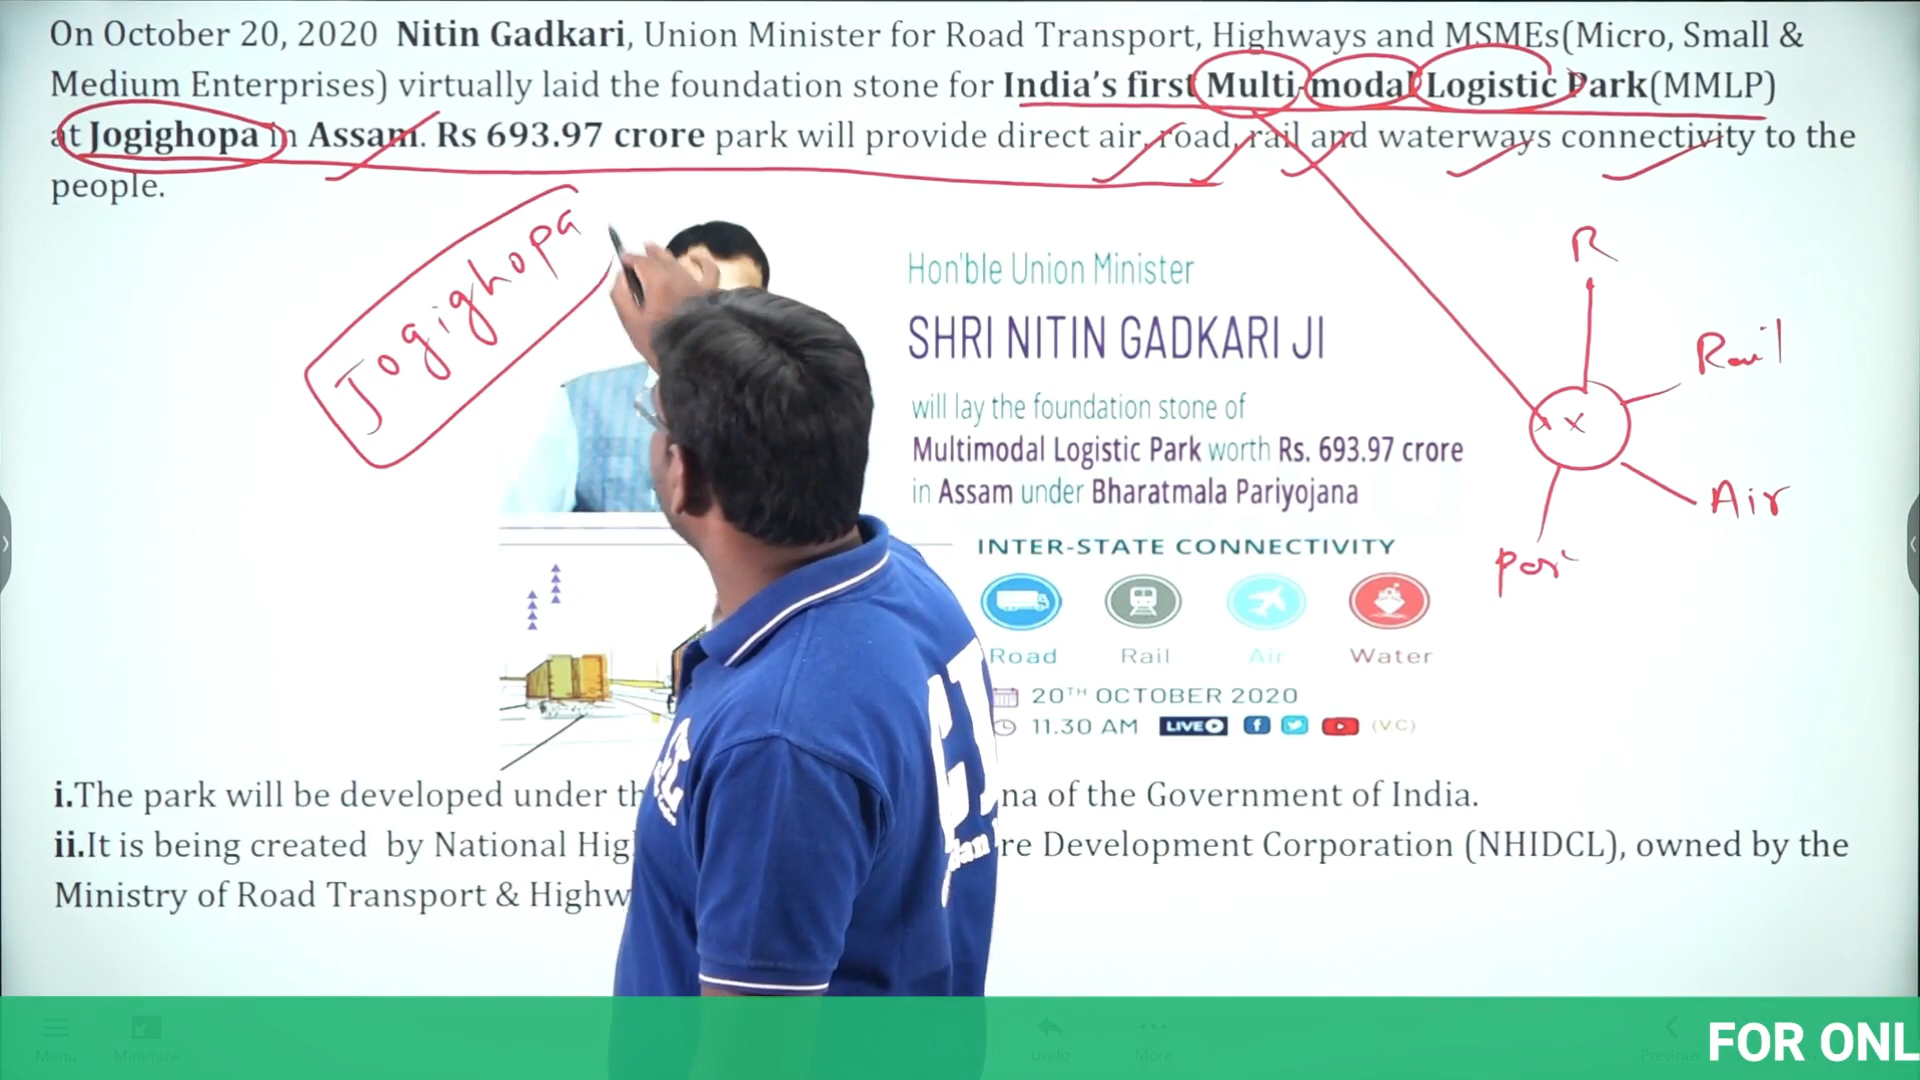 On October 20, 2020 Nitin Gadkari, Union Minister for Road Transport, Highways and MSMEs(Micro, Small &
Medium Enterprises) virtually laid the foundation stone for India's first Multi-modal Logistic Park(MMLP)
at Jogighopa in Assam. Rs 693.97 crore park will provide direct air, road, rail and waterways connectivity to the
people.
Jogighopa
R
Rail
Air
Por
Hon'ble Union Minister
SHRI NITIN GADKARI JI
will lay the foundation stone of
Multimodal Logistic Park worth Rs. 693.97 crore
in Assam under Bharatmala Pariyojana
INTER-STATE CONNECTIVITY
Road Rail Air Water
20TH OCTOBER 2020
11.30 AM LIVE (VC)
i.The park will be developed under th na of the Government of India.
ii.It is being created by National Hig re Development Corporation (NHIDCL), owned by the
Ministry of Road Transport & Highw
Menu Minimize Undo More Previous
FOR ONL